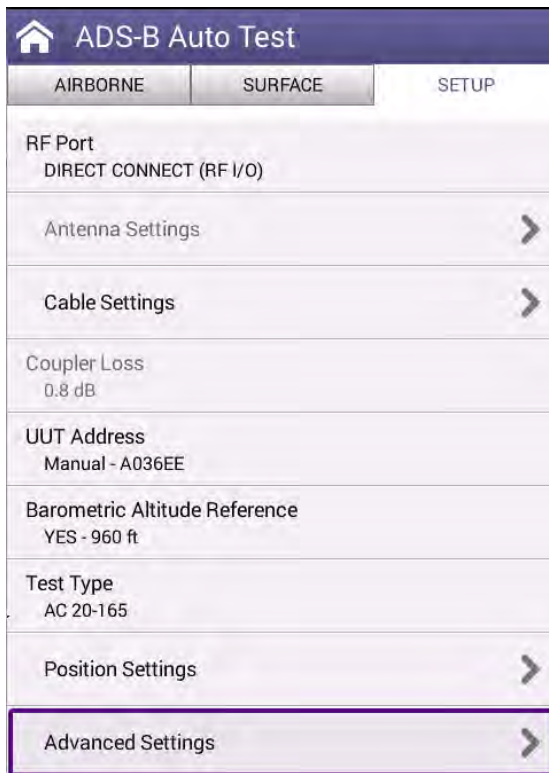 ADS-B Auto Test
AIRBORNE SURFACE SETUP
RF Port
DIRECT CONNECT (RF I/O)
Antenna Settings
Cable Settings
Coupler Loss
0.8 dB
UUT Address
Manual - A036EE
Barometric Altitude Reference
YES - 960 ft
Test Type
AC 20-165
Position Settings
Advanced Settings